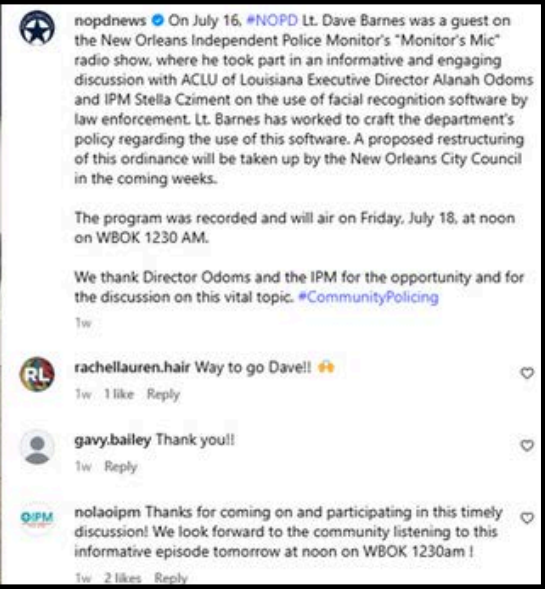 nopdnews On July 16, #NOPD Lt. Dave Barnes was a guest on
the New Orleans Independent Police Monitor's "Monitor's Mic"
radio show, where he took part in an informative and engaging
discussion with ACLU of Louisiana Executive Director Alanah Odoms
and IPM Stella Cziment on the use of facial recognition software by
law enforcement. Lt. Barnes has worked to craft the department's
policy regarding the use of this software. A proposed restructuring
of this ordinance will be taken up by the New Orleans City Council
in the coming weeks.
The program was recorded and will air on Friday, July 18, at noon
on WBOK 1230 AM.
We thank Director Odoms and the IPM for the opportunity and for
the discussion on this vital topic. #CommunityPolicing
1w
RL
rachellauren.hair Way to go Dave!! 🙌
1w 1 like Reply
gavy.bailey Thank you!!
1w Reply
OIPM
nolaoipm Thanks for coming on and participating in this timely
discussion! We look forward to the community listening to this
informative episode tomorrow at noon on WBOK 1230am !
1w 2 likes Reply